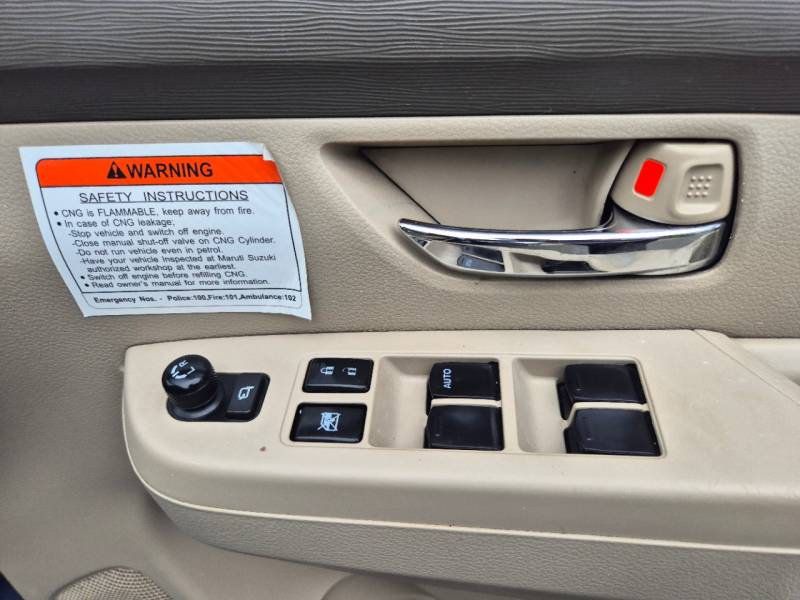 WARNING
SAFETY INSTRUCTIONS
• CNG is FLAMMABLE, keep away from fire.
• In case of CNG leakage;
-Stop vehicle and switch off engine.
-Close manual shut-off valve on CNG Cylinder.
-Do not run vehicle even in petrol.
-Have your vehicle inspected at Maruti Suzuki
authorized workshop at the earliest.
• Switch off engine before refilling CNG.
• Read owner's manual for more information.
Emergency Nos. - Police:100,Fire:101,Ambulance:102
L R
AUTO